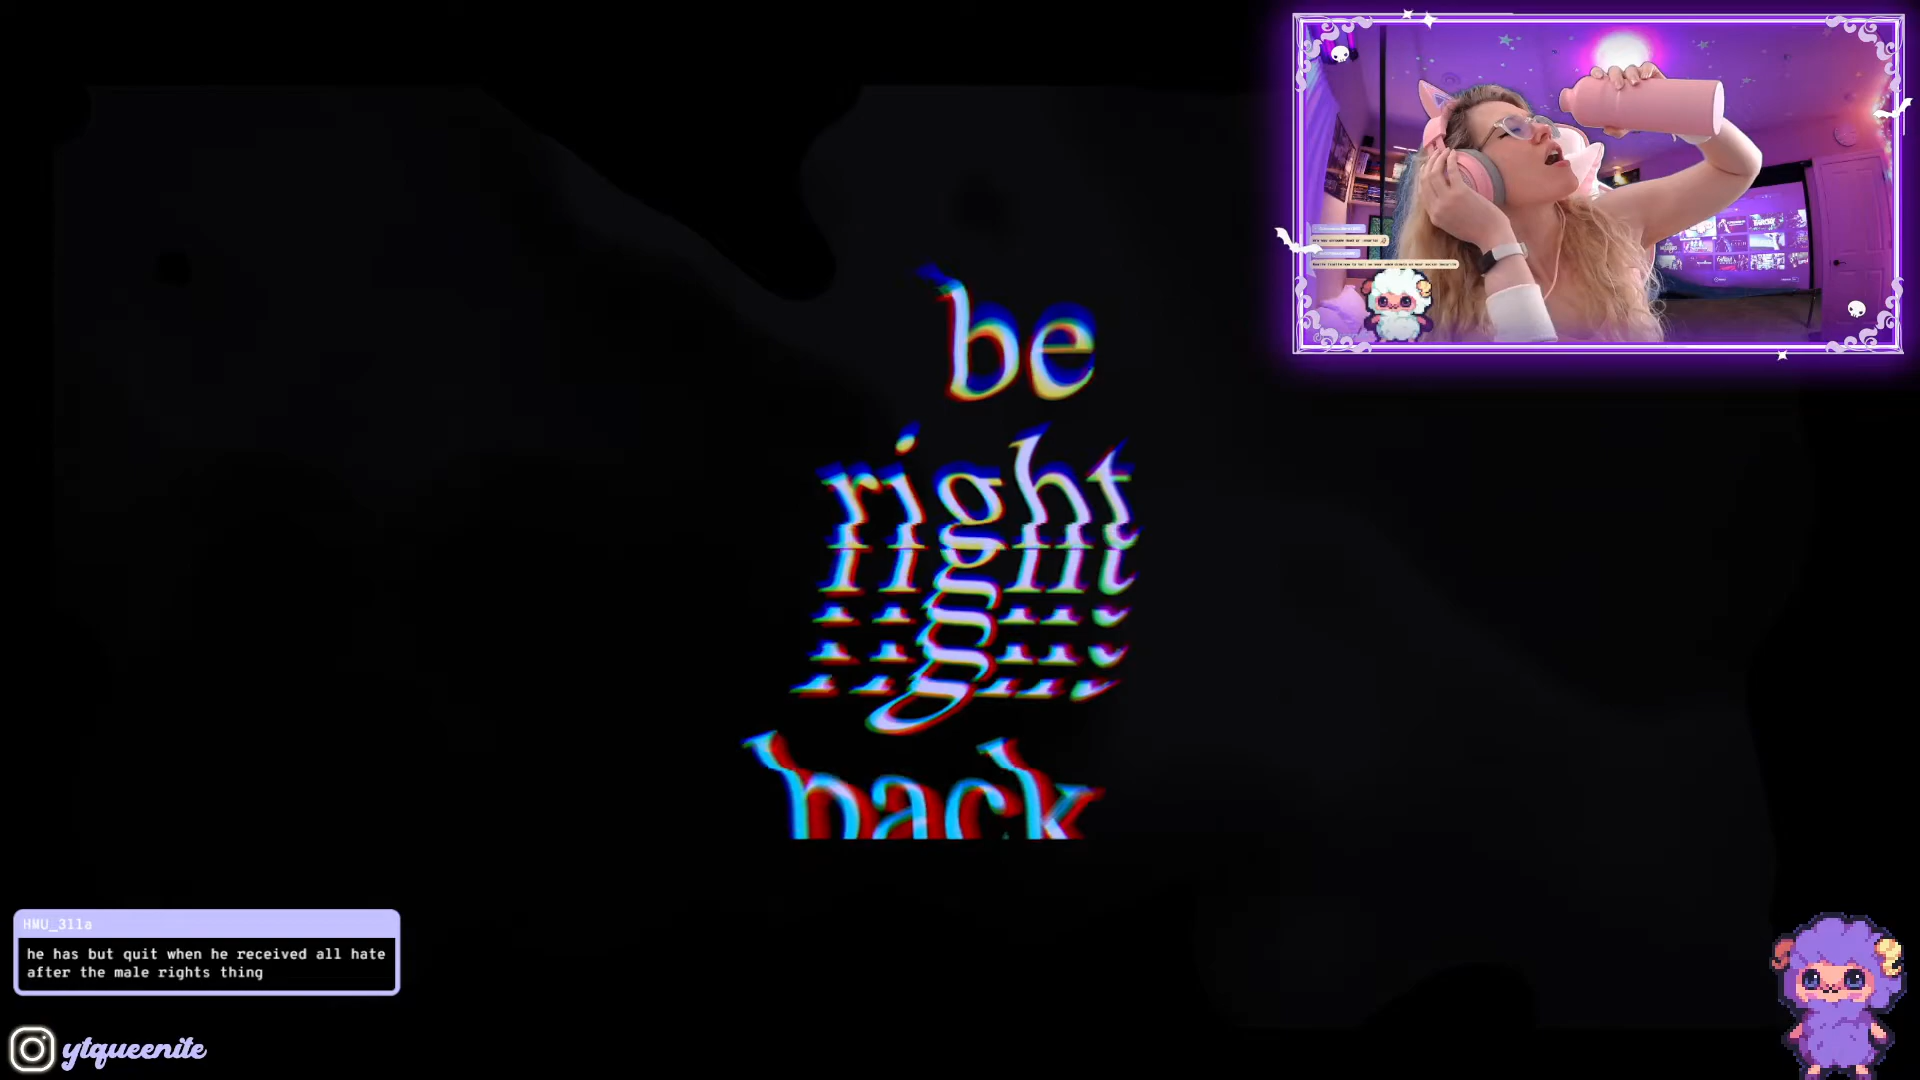 be
right
back
HMU_311a
he has but quit when he received all hate
after the male rights thing
ytqueenite